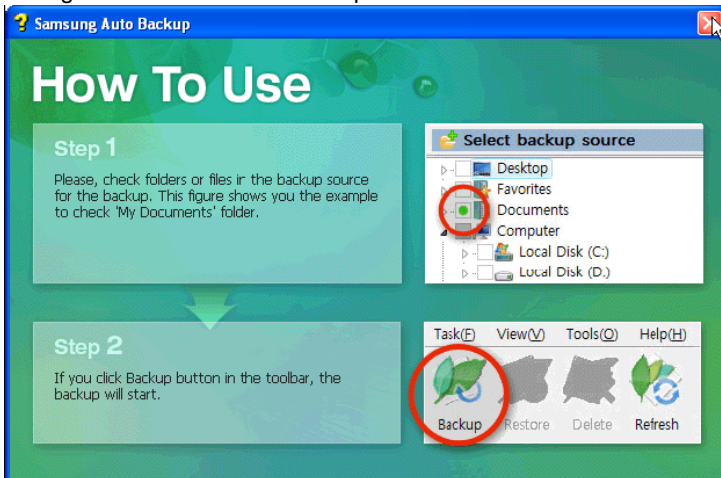 Samsung Auto Backup
How To Use
Step 1
Please, check folders or files in the backup source
for the backup. This figure shows you the example
to check 'My Documents' folder.
Select backup source
Desktop
Favorites
Documents
Computer
Local Disk (C:)
Local Disk (D.)
Step 2
If you click Backup button in the toolbar, the
backup will start.
Task(F) View(V) Tools(O) Help(H)
Backup Restore Delete Refresh